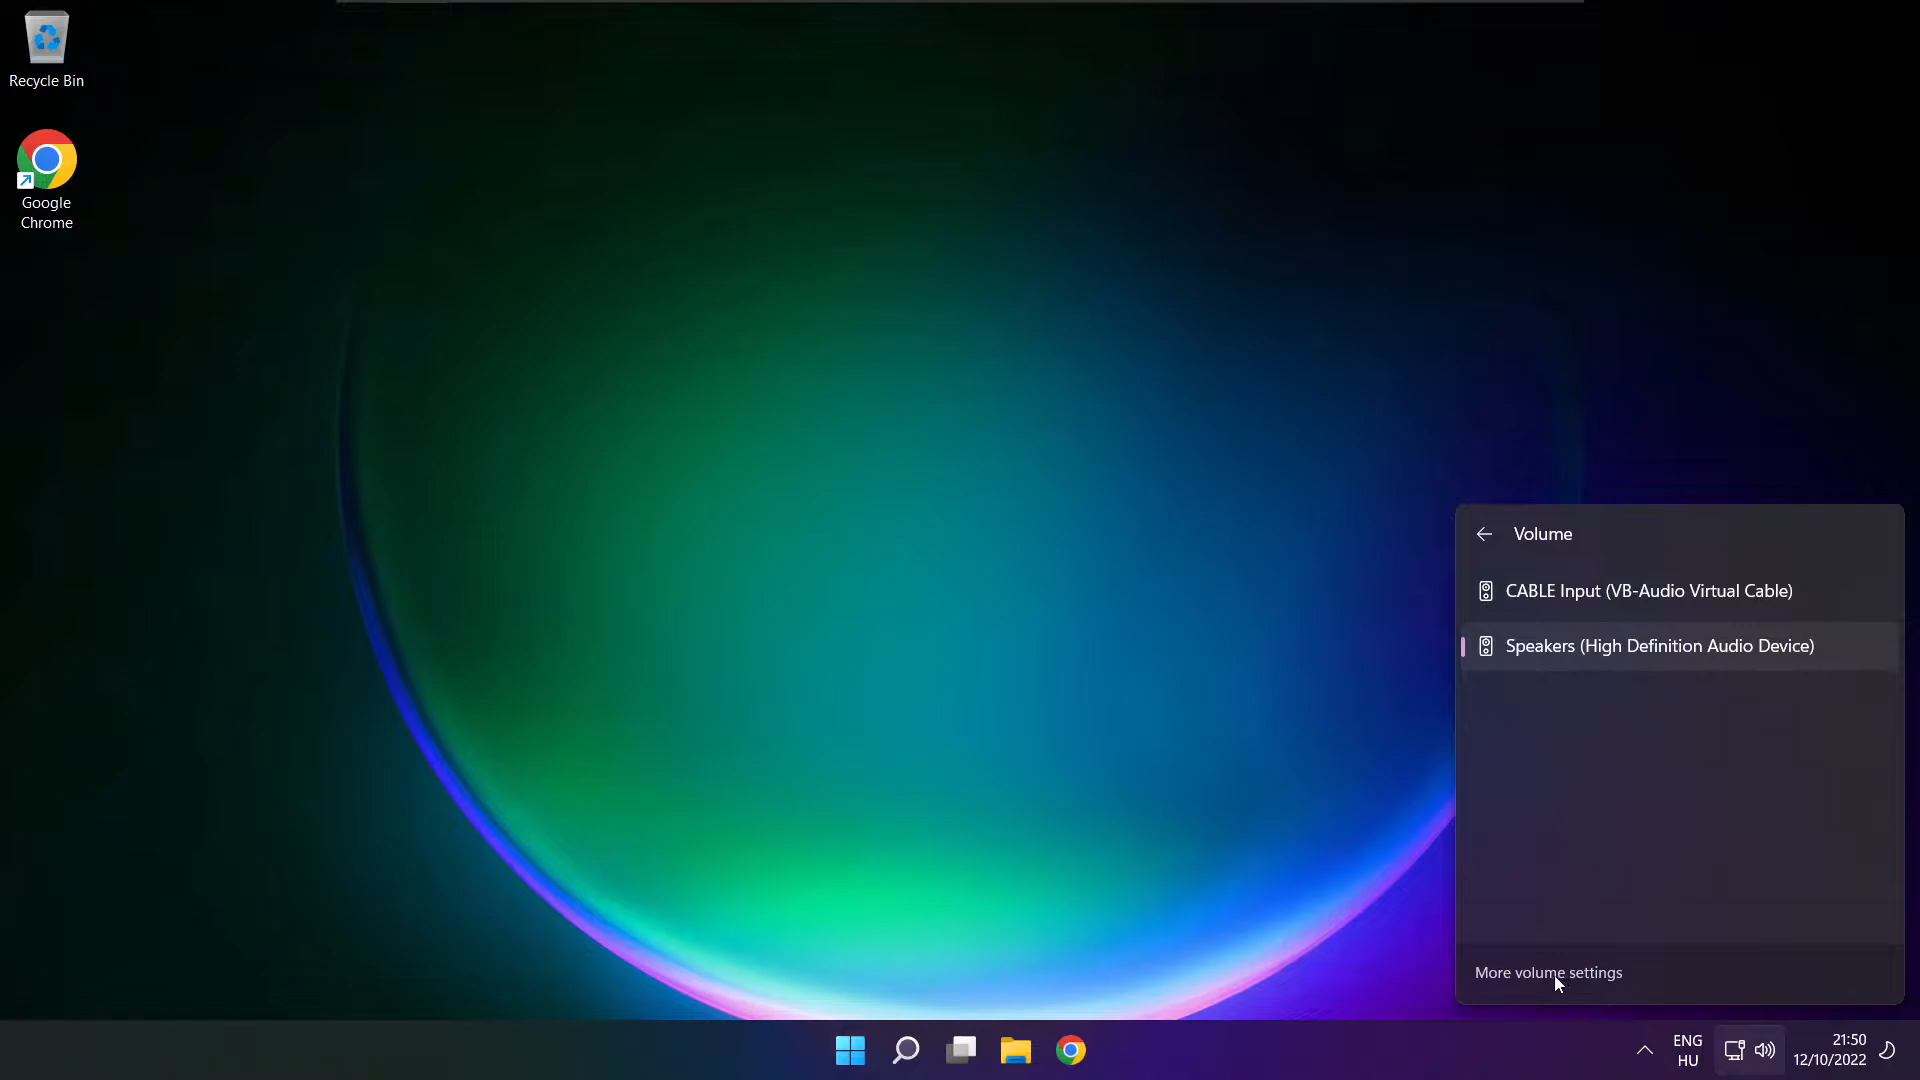 Recycle Bin
Google
Chrome
Volume
CABLE Input (VB-Audio Virtual Cable)
Speakers (High Definition Audio Device)
More volume settings
ENG
HU
21:50
12/10/2022